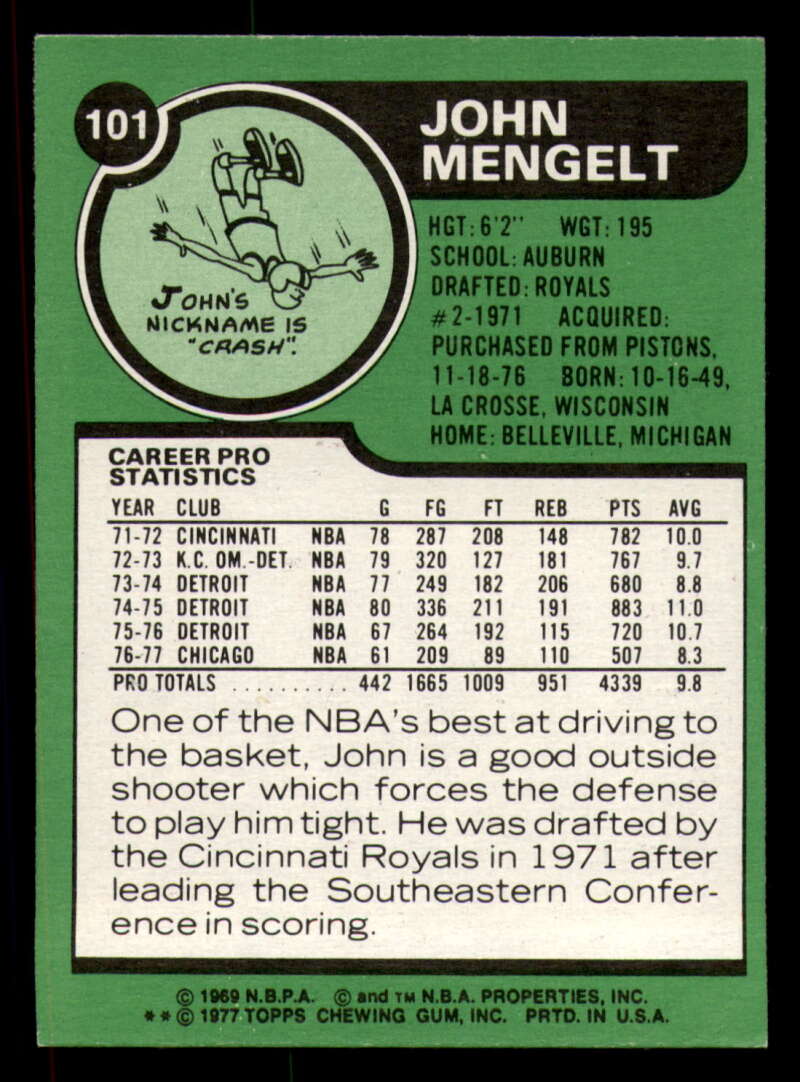 101
JOHN
MENGELT
JOHN'S
NICKNAME IS
"CRASH".
HGT: 6'2" WGT: 195
SCHOOL: AUBURN
DRAFTED: ROYALS
#2-1971 ACQUIRED:
PURCHASED FROM PISTONS,
11-18-76 BORN: 10-16-49,
LA CROSSE, WISCONSIN
HOME: BELLEVILLE, MICHIGAN
CAREER PRO
STATISTICS
YEAR CLUB G FG FT REB PTS AVG
71-72 CINCINNATI NBA 78 287 208 148 782 10.0
72-73 K.C. OM.-DET. NBA 79 320 127 181 767 9.7
73-74 DETROIT NBA 77 249 182 206 680 8.8
74-75 DETROIT NBA 80 336 211 191 883 11.0
75-76 DETROIT NBA 67 264 192 115 720 10.7
76-77 CHICAGO NBA 61 209 89 110 507 8.3
PRO TOTALS .......... 442 1665 1009 951 4339 9.8
One of the NBA's best at driving to
the basket, John is a good outside
shooter which forces the defense
to play him tight. He was drafted by
the Cincinnati Royals in 1971 after
leading the Southeastern Confer-
ence in scoring.
© 1969 N.B.P.A. © and TM N.B.A. PROPERTIES, INC.
**© 1977 TOPPS CHEWING GUM, INC. PRTD. IN U.S.A.